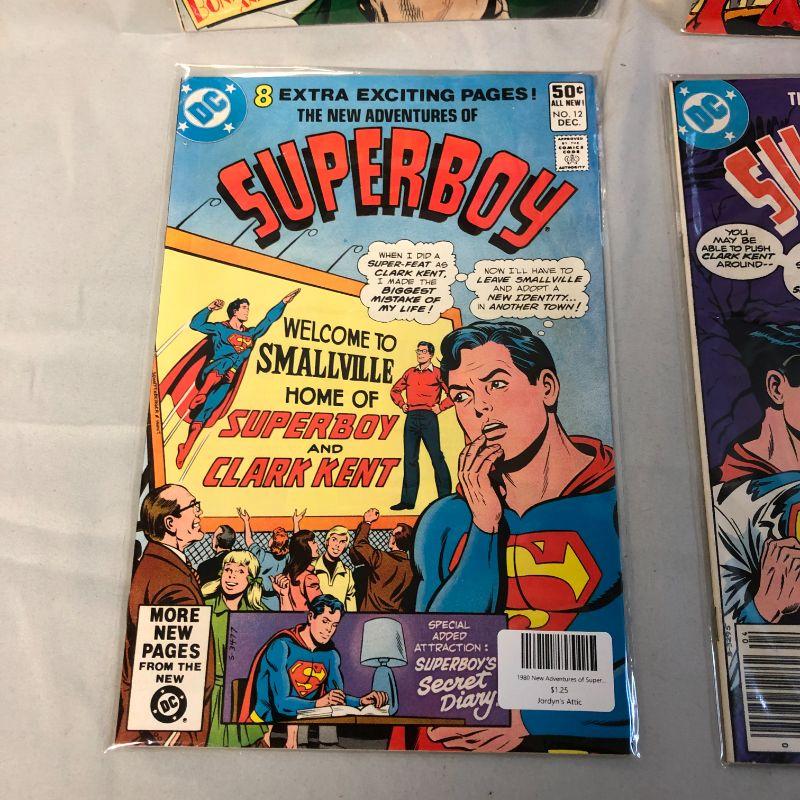 DC
8 EXTRA EXCITING PAGES!
THE NEW ADVENTURES OF
SUPERBOY
50¢
ALL NEW!
NO. 12
DEC.
APPROVED
BY THE
COMICS
CODE
AUTHORITY
WHEN I DID A
SUPER-FEAT AS
CLARK KENT,
I MADE THE
BIGGEST
MISTAKE OF
MY LIFE!
NOW I'LL HAVE TO
LEAVE SMALLVILLE
AND ADOPT A
NEW IDENTITY...
IN ANOTHER TOWN!
WELCOME TO
SMALLVILLE
HOME OF
SUPERBOY
AND
CLARK KENT
MORE
NEW
PAGES
FROM THE
NEW
DC
S-3477
SPECIAL
ADDED
ATTRACTION:
SUPERBOY'S
Secret
Diary
1980 New Adventures of Super...
$1.25
Jordyn's Attic
DC
YOU
MAY BE
ABLE TO PUSH
CLARK KENT
AROUND--
04